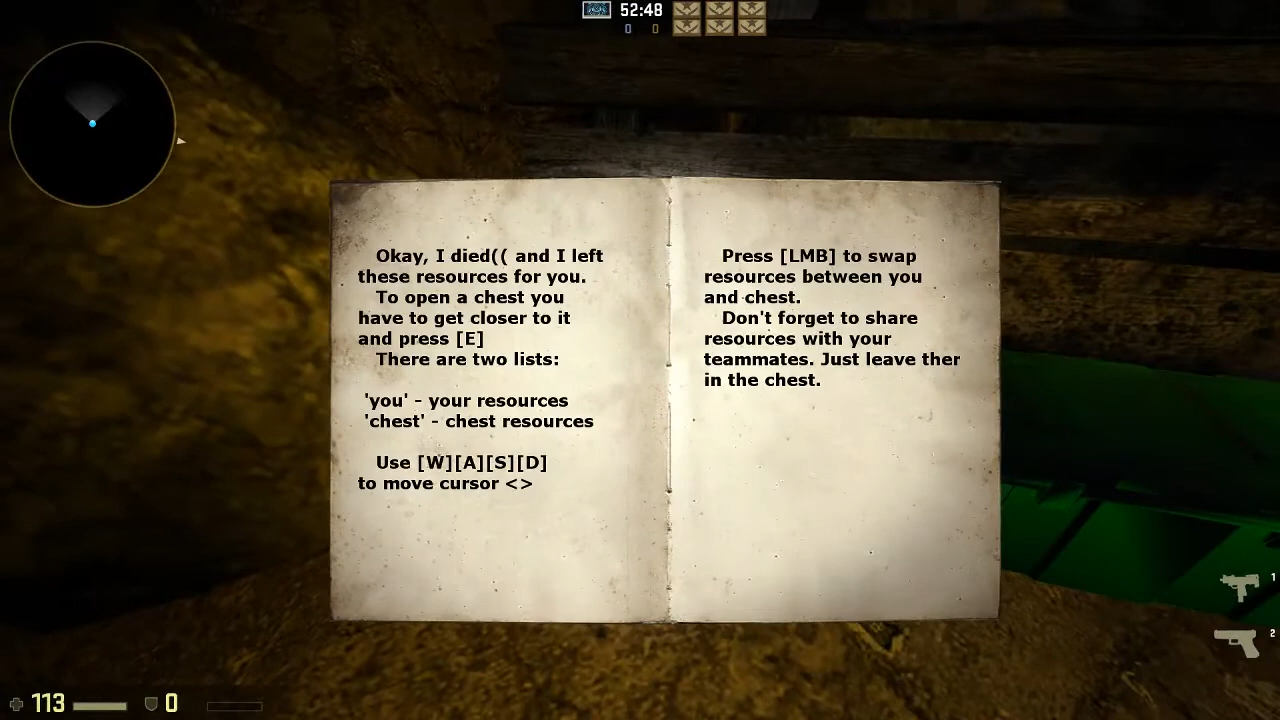 52:48
0 0
Okay, I died(( and I left
these resources for you.
To open a chest you
have to get closer to it
and press [E]
There are two lists:
'you' - your resources
'chest' - chest resources
Use [W][A][S][D]
to move cursor <>
Press [LMB] to swap
resources between you
and chest.
Don't forget to share
resources with your
teammates. Just leave ther
in the chest.
1
2
113 0